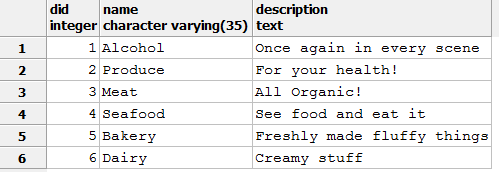 did name description
integer character varying(35) text
1 1 Alcohol Once again in every scene
2 2 Produce For your health!
3 3 Meat All Organic!
4 4 Seafood See food and eat it
5 5 Bakery Freshly made fluffy things
6 6 Dairy Creamy stuff